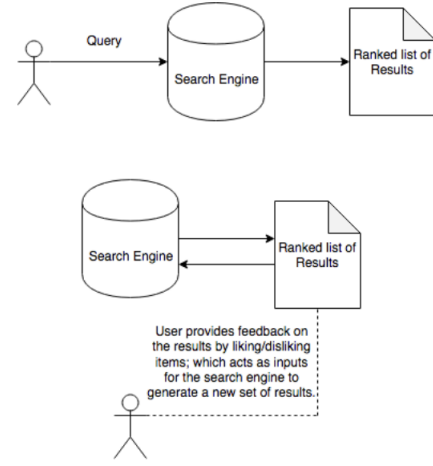 Query
Search Engine
Ranked list of
Results
Search Engine
Ranked list of
Results
User provides feedback on
the results by liking/disliking
items; which acts as inputs
for the search engine to
generate a new set of results.